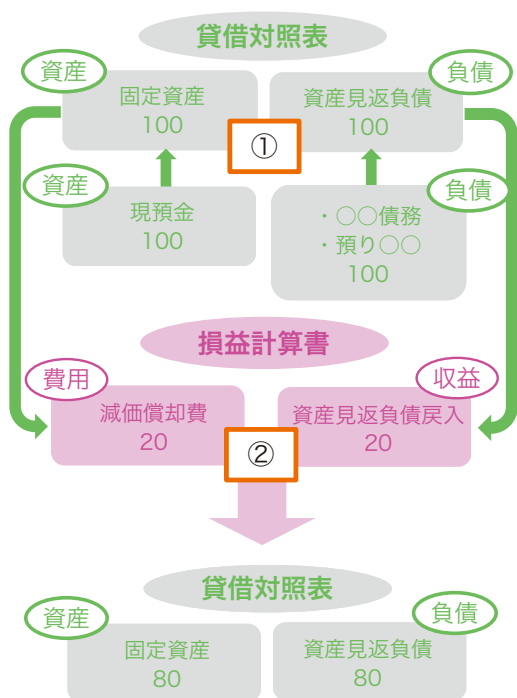 貸借対照表
資産
負債
固定資産
100
資産見返負債
100
①
資産
負債
現預金
100
・○○債務
・預り○○
100
損益計算書
費用
収益
減価償却費
20
資産見返負債戻入
20
②
貸借対照表
資産
負債
固定資産
80
資産見返負債
80